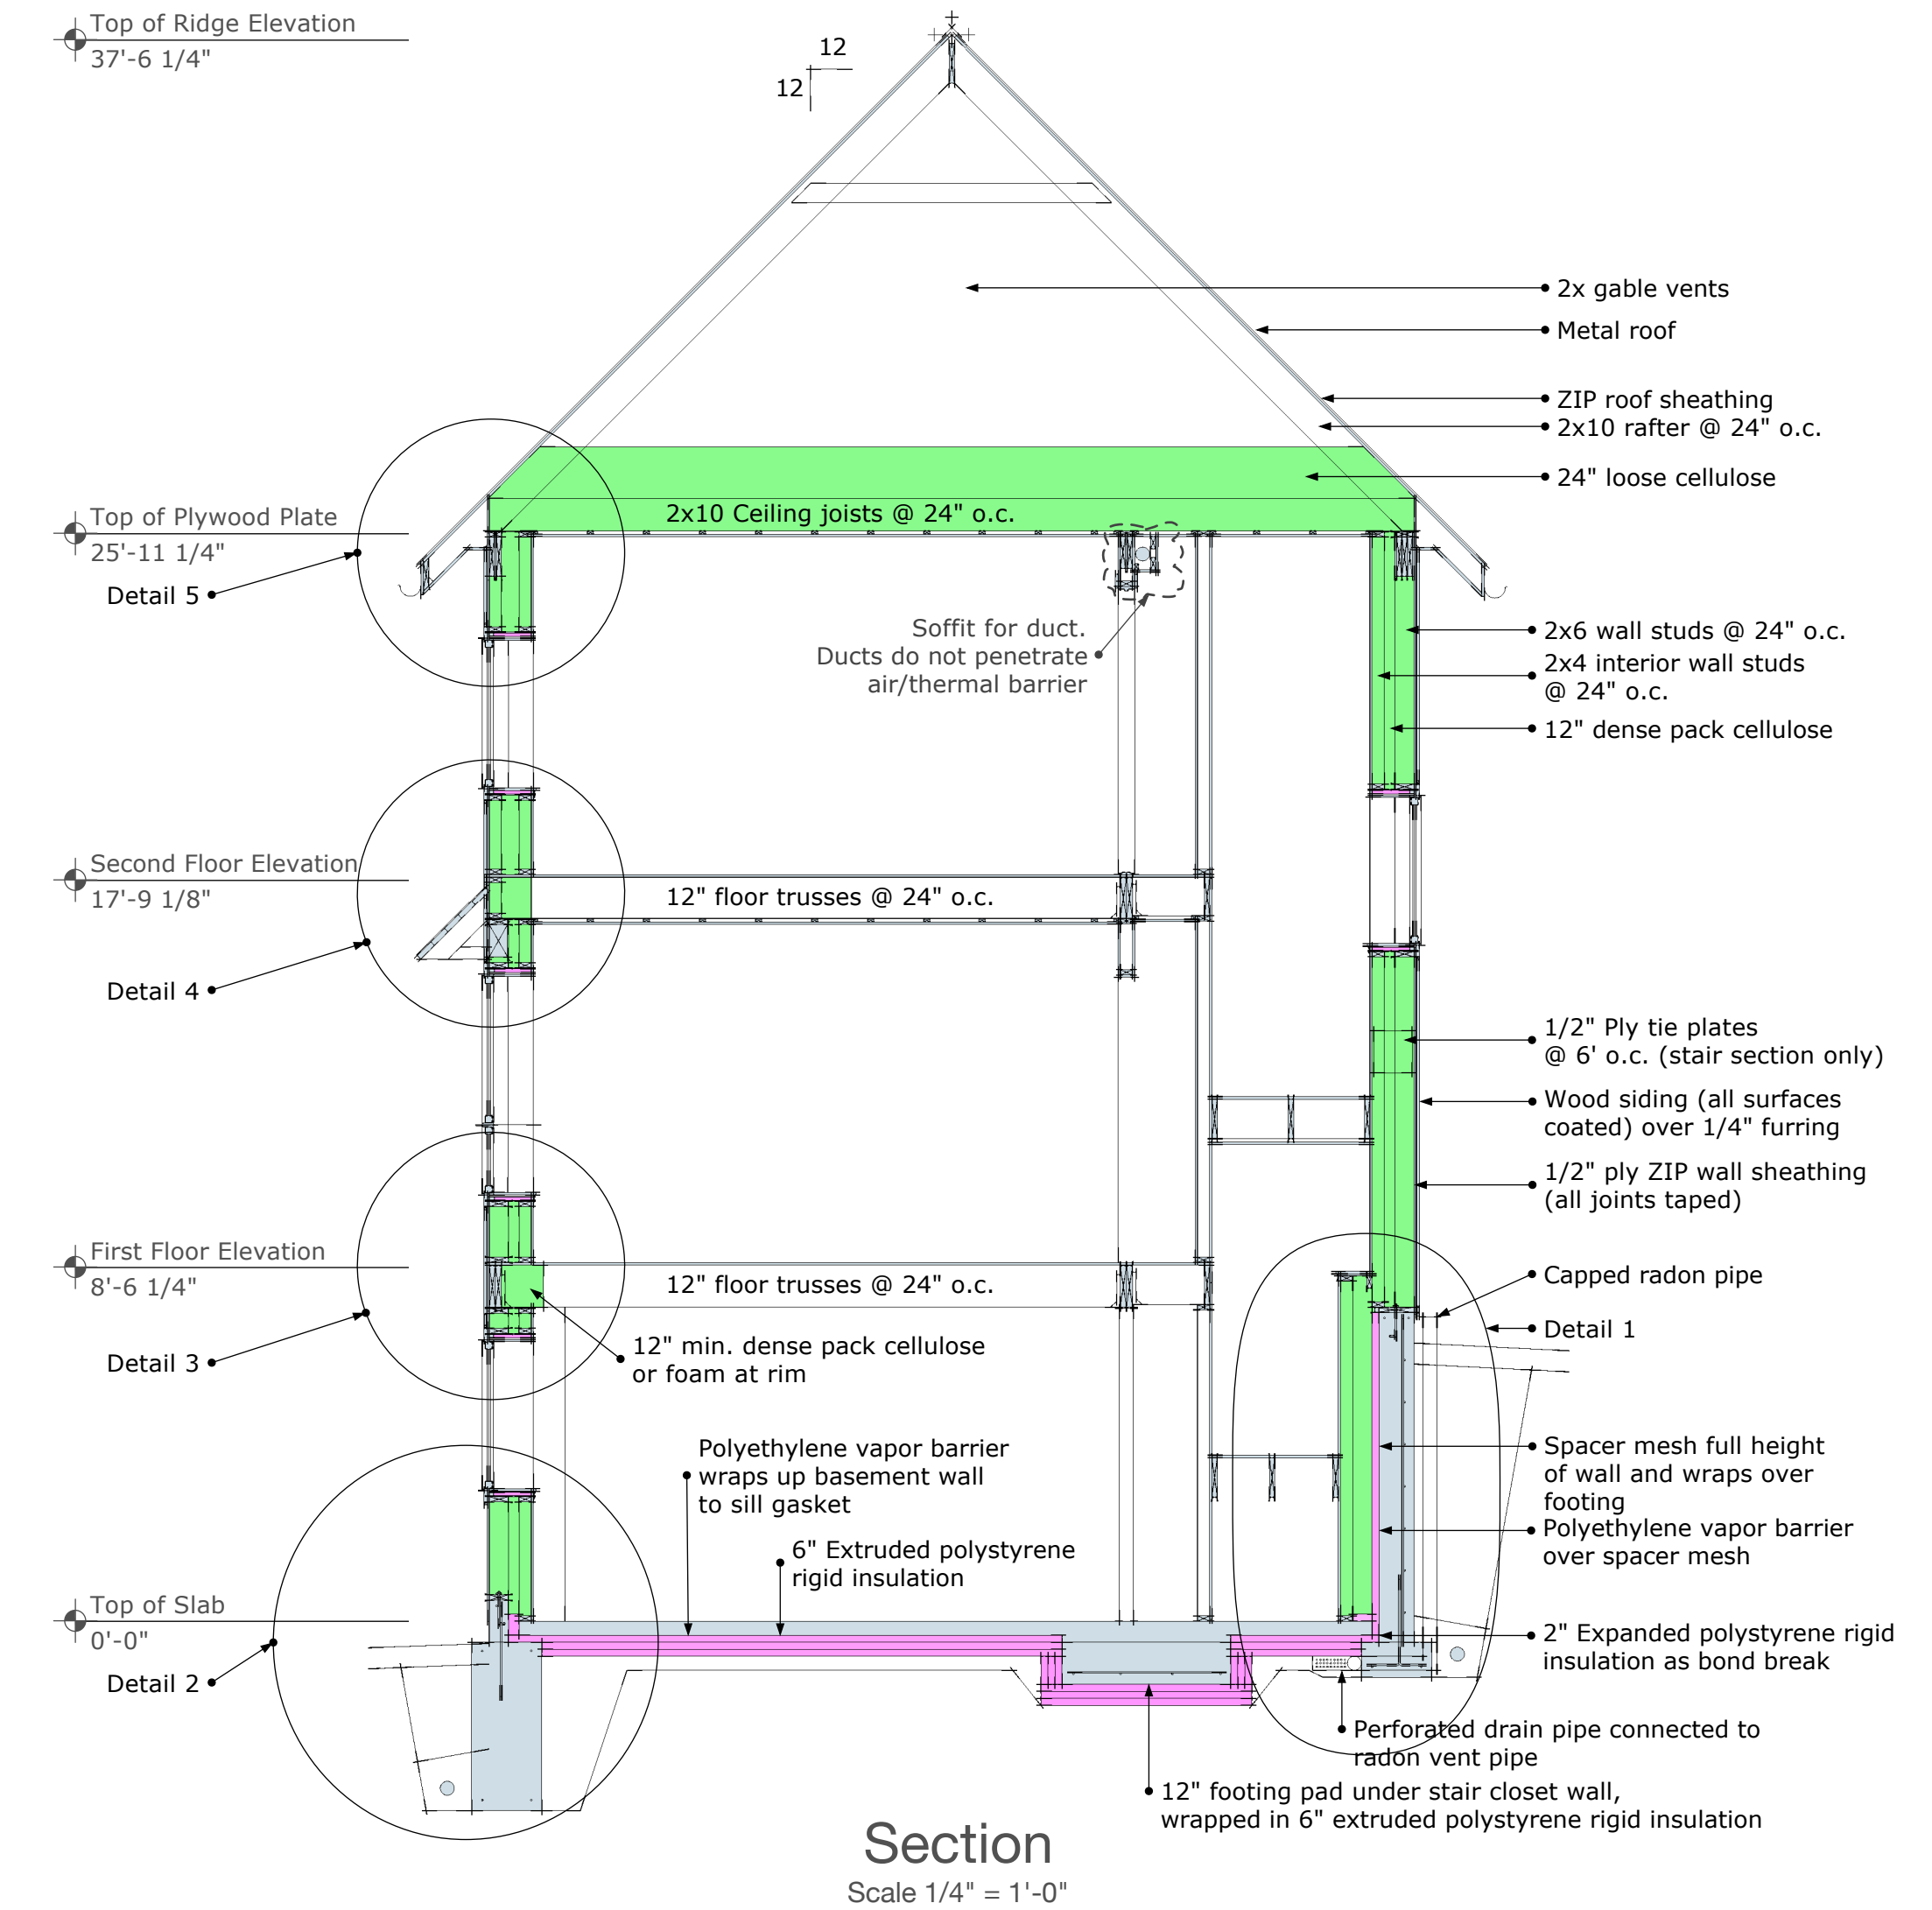 Top of Ridge Elevation
37'-6 1/4"
12
12
2x gable vents
Metal roof
ZIP roof sheathing
2x10 rafter @ 24" o.c.
24" loose cellulose
2x10 Ceiling joists @ 24" o.c.
Top of Plywood Plate
25'-11 1/4"
Detail 5
Soffit for duct.
Ducts do not penetrate
air/thermal barrier
2x6 wall studs @ 24" o.c.
2x4 interior wall studs
@ 24" o.c.
12" dense pack cellulose
Second Floor Elevation
17'-9 1/8"
12" floor trusses @ 24" o.c.
Detail 4
1/2" Ply tie plates
@ 6' o.c. (stair section only)
Wood siding (all surfaces
coated) over 1/4" furring
1/2" ply ZIP wall sheathing
(all joints taped)
First Floor Elevation
8'-6 1/4"
12" floor trusses @ 24" o.c.
Capped radon pipe
Detail 1
12" min. dense pack cellulose
or foam at rim
Detail 3
Polyethylene vapor barrier
wraps up basement wall
to sill gasket
6" Extruded polystyrene
rigid insulation
Spacer mesh full height
of wall and wraps over
footing
Polyethylene vapor barrier
over spacer mesh
Top of Slab
0'-0"
2" Expanded polystyrene rigid
insulation as bond break
Detail 2
Perforated drain pipe connected to
radon vent pipe
12" footing pad under stair closet wall,
wrapped in 6" extruded polystyrene rigid insulation
Section
Scale 1/4" = 1'-0"